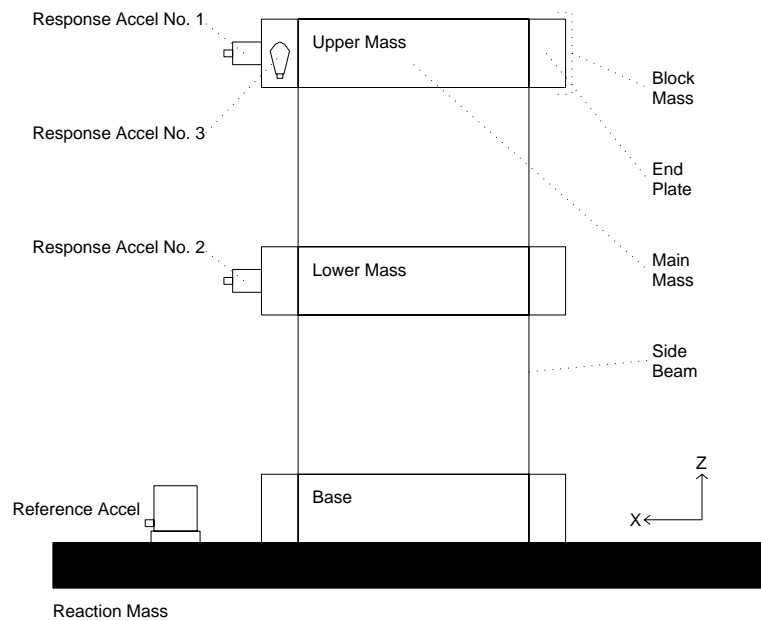 Response Accel No. 1
Upper Mass
Block
Mass
Response Accel No. 3
End
Plate
Response Accel No. 2
Lower Mass
Main
Mass
Side
Beam
Z
Base
Reference Accel
X
Reaction Mass